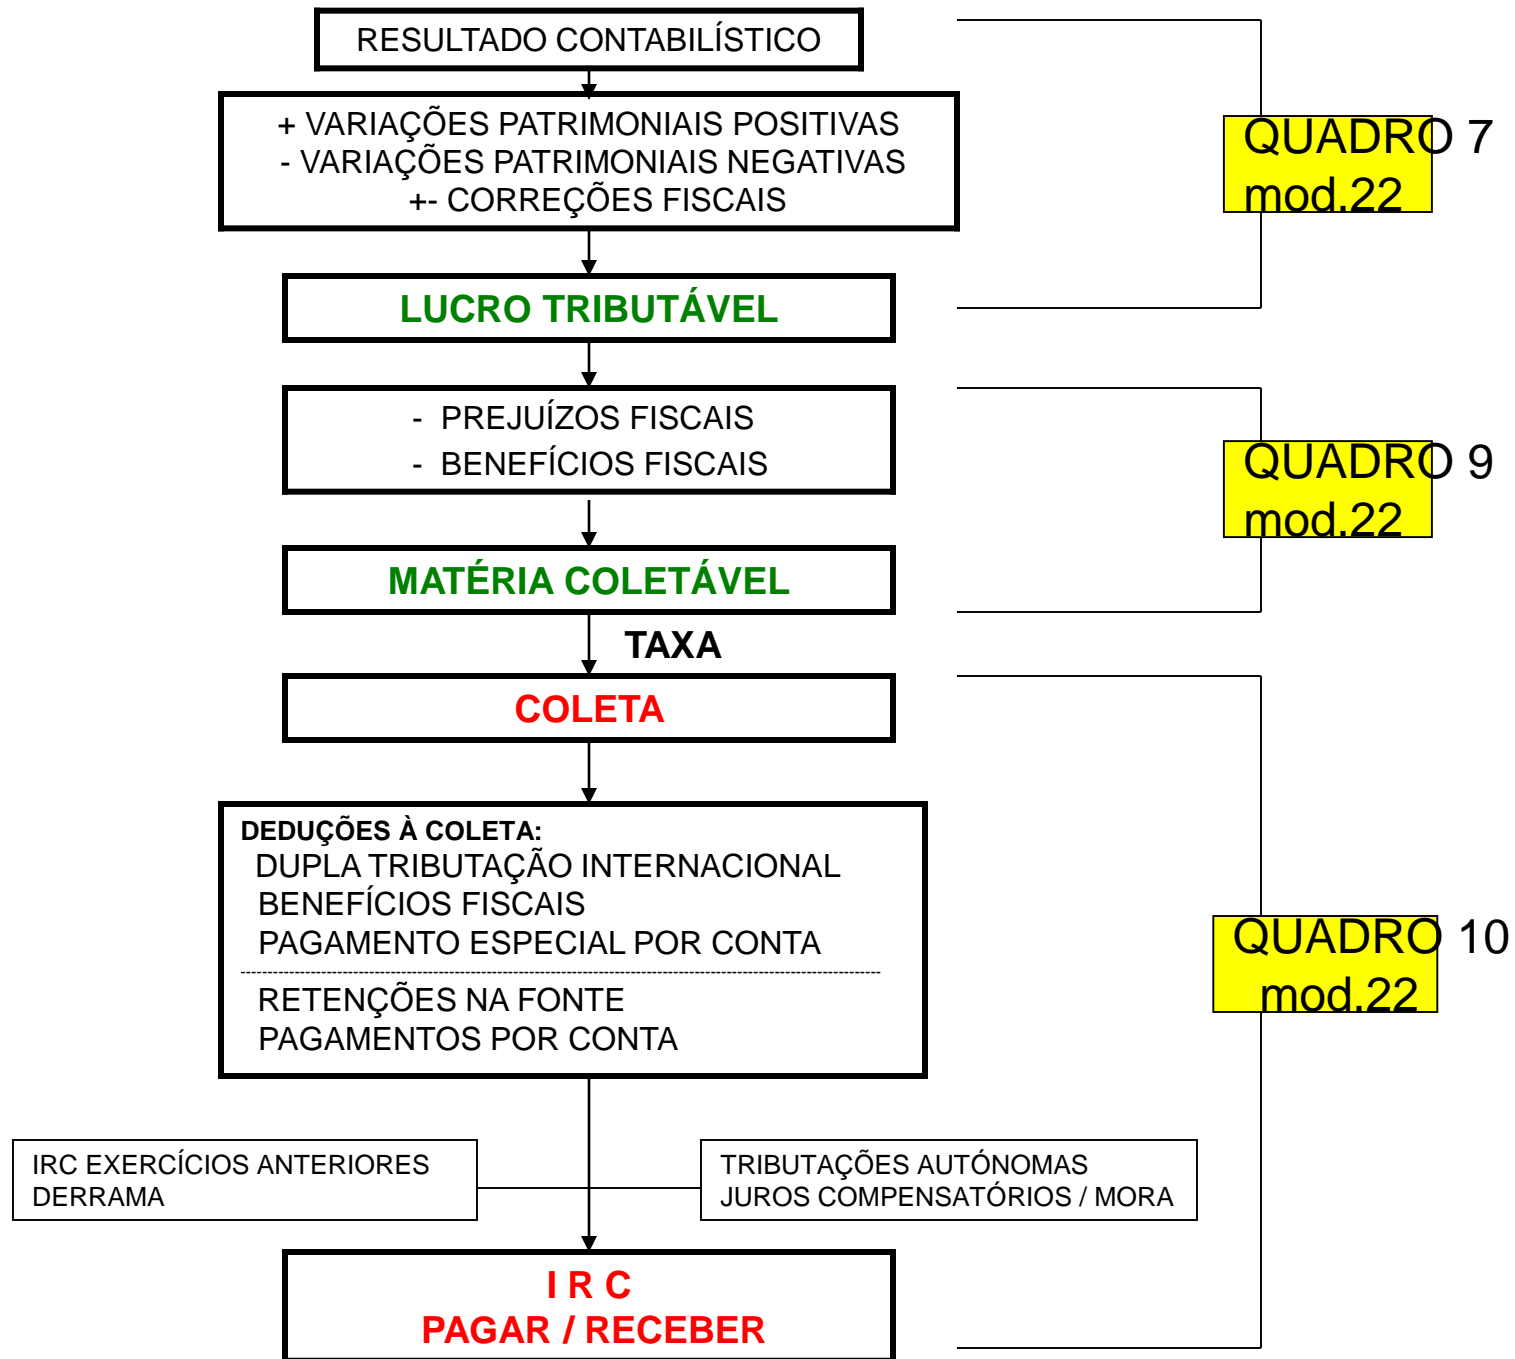 RESULTADO CONTABILÍSTICO
+ VARIAÇÕES PATRIMONIAIS POSITIVAS
- VARIAÇÕES PATRIMONIAIS NEGATIVAS
+- CORREÇÕES FISCAIS
QUADRO 7
mod.22
LUCRO TRIBUTÁVEL
- PREJUÍZOS FISCAIS
- BENEFÍCIOS FISCAIS
QUADRO 9
mod.22
MATÉRIA COLETÁVEL
TAXA
COLETA
DEDUÇÕES À COLETA:
DUPLA TRIBUTAÇÃO INTERNACIONAL
BENEFÍCIOS FISCAIS
PAGAMENTO ESPECIAL POR CONTA
RETENÇÕES NA FONTE
PAGAMENTOS POR CONTA
QUADRO 10
mod.22
IRC EXERCÍCIOS ANTERIORES
DERRAMA
TRIBUTAÇÕES AUTÓNOMAS
JUROS COMPENSATÓRIOS / MORA
I R C
PAGAR / RECEBER